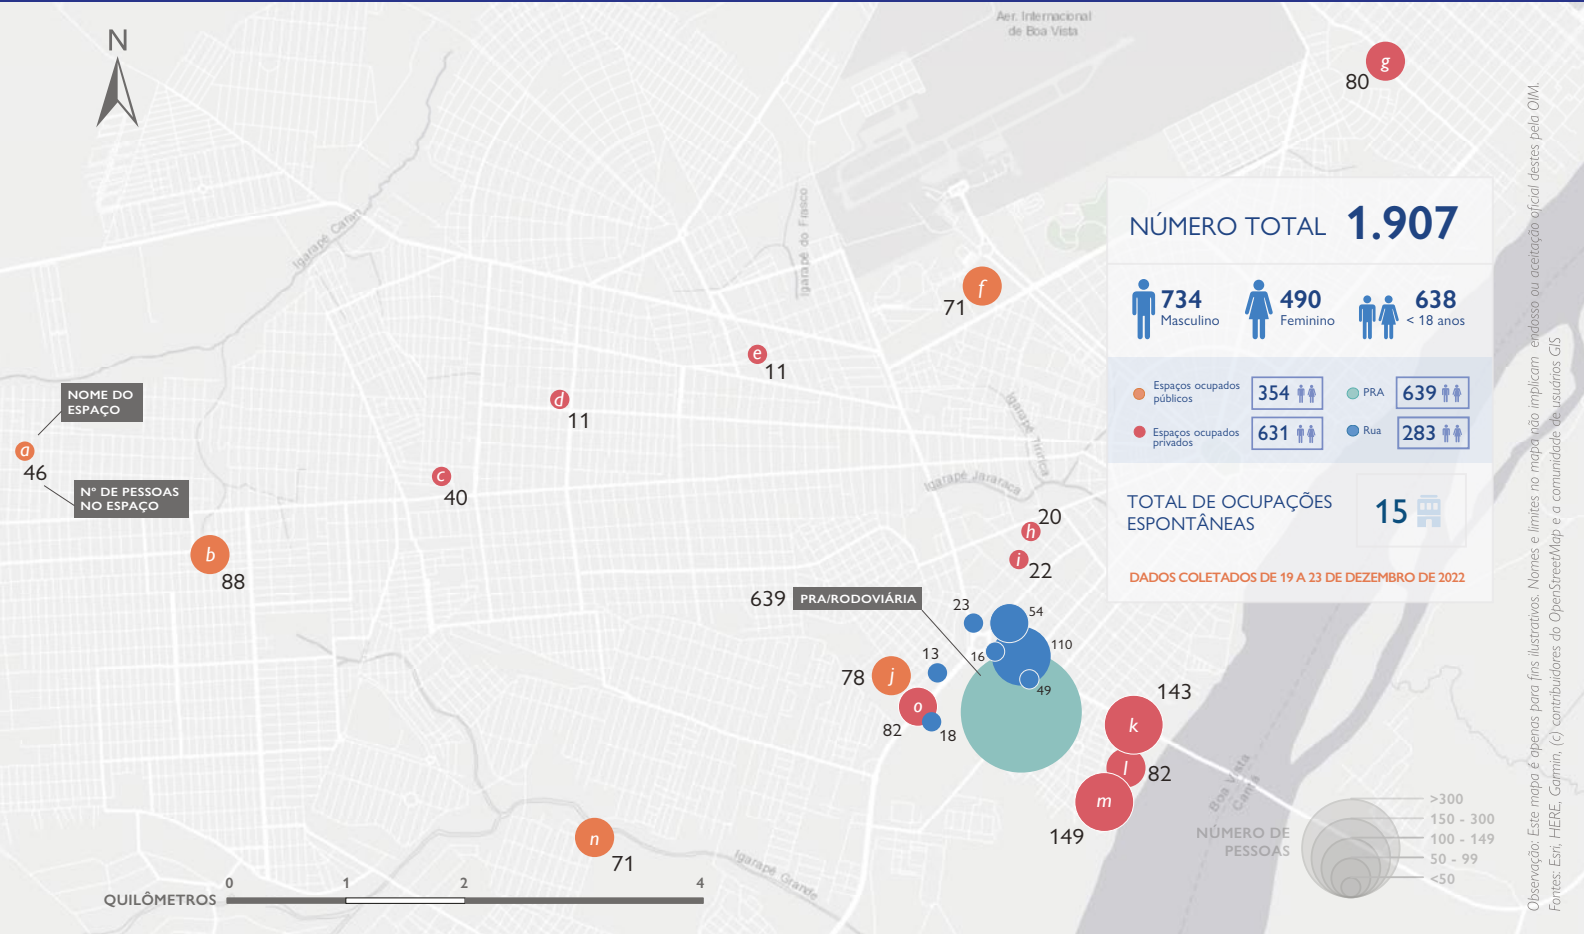 N
Aer. Internacional
de Boa Vista
g
80
Igarapé Caran
Igarapé do Fiasco
NÚMERO TOTAL 1.907
734
Masculino
490
Feminino
638
< 18 anos
Espaços ocupados
públicos
354
PRA
639
Espaços ocupados
privados
631
Rua
283
TOTAL DE OCUPAÇÕES
ESPONTÂNEAS
15
DADOS COLETADOS DE 19 A 23 DE DEZEMBRO DE 2022
f
71
e
11
d
11
NOME DO
ESPAÇO
a
46
Nº DE PESSOAS
NO ESPAÇO
c
40
b
88
Igarapé Tiririca
Igarapé Jararaca
h
20
i
22
639
PRA/RODOVIÁRIA
23
54
110
16
49
13
j
78
o
82
18
k
143
l
82
m
149
n
71
Igarapé Grande
Boa Vista
Cantá
NÚMERO DE
PESSOAS
>300
150 - 300
100 - 149
50 - 99
<50
0 1 2 4
QUILÔMETROS
Observação: Este mapa é apenas para fins ilustrativos. Nomes e limites no mapa não implicam endosso ou aceitação oficial destes pela OIM.
Fontes: Esri, HERE, Garmin, (c) contribuidores do OpenStreetMap e a comunidade de usuários GIS